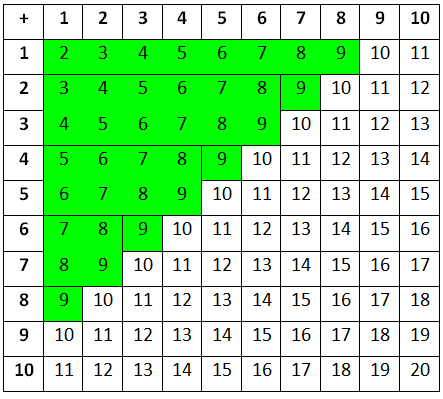 + 1 2 3 4 5 6 7 8 9 10
1 2 3 4 5 6 7 8 9 10 11
2 3 4 5 6 7 8 9 10 11 12
3 4 5 6 7 8 9 10 11 12 13
4 5 6 7 8 9 10 11 12 13 14
5 6 7 8 9 10 11 12 13 14 15
6 7 8 9 10 11 12 13 14 15 16
7 8 9 10 11 12 13 14 15 16 17
8 9 10 11 12 13 14 15 16 17 18
9 10 11 12 13 14 15 16 17 18 19
10 11 12 13 14 15 16 17 18 19 20